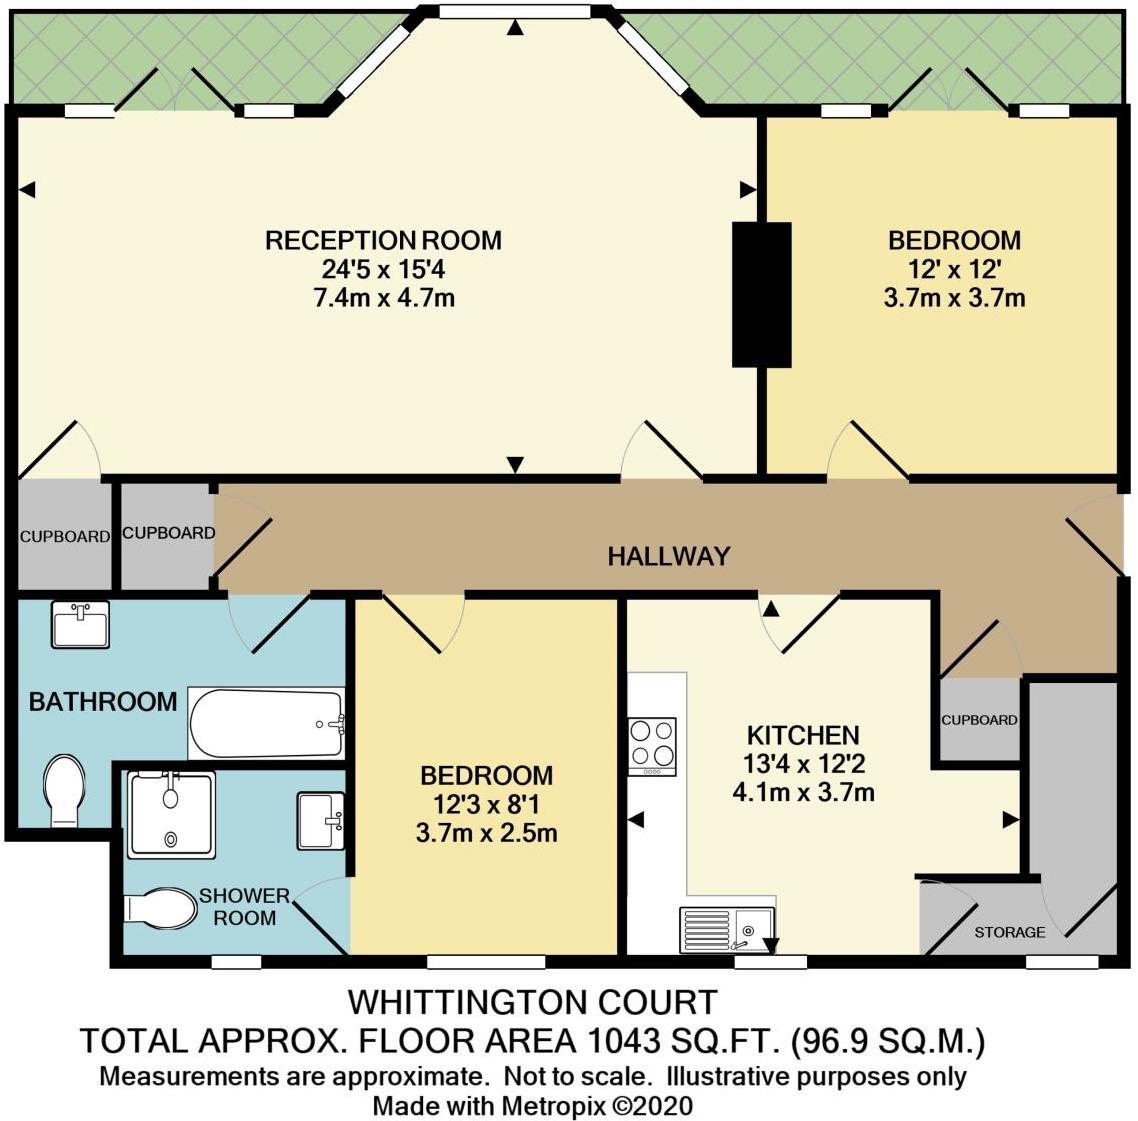 RECEPTION ROOM
24'5 x 15'4
7.4m x 4.7m
BEDROOM
12' x 12'
3.7m x 3.7m
CUPBOARD
CUPBOARD
HALLWAY
BATHROOM
CUPBOARD
KITCHEN
13'4 x 12'2
4.1m x 3.7m
BEDROOM
12'3 x 8'1
3.7m x 2.5m
SHOWER
ROOM
STORAGE
WHITTINGTON COURT
TOTAL APPROX. FLOOR AREA 1043 SQ.FT. (96.9 SQ.M.)
Measurements are approximate. Not to scale. Illustrative purposes only
Made with Metropix ©2020